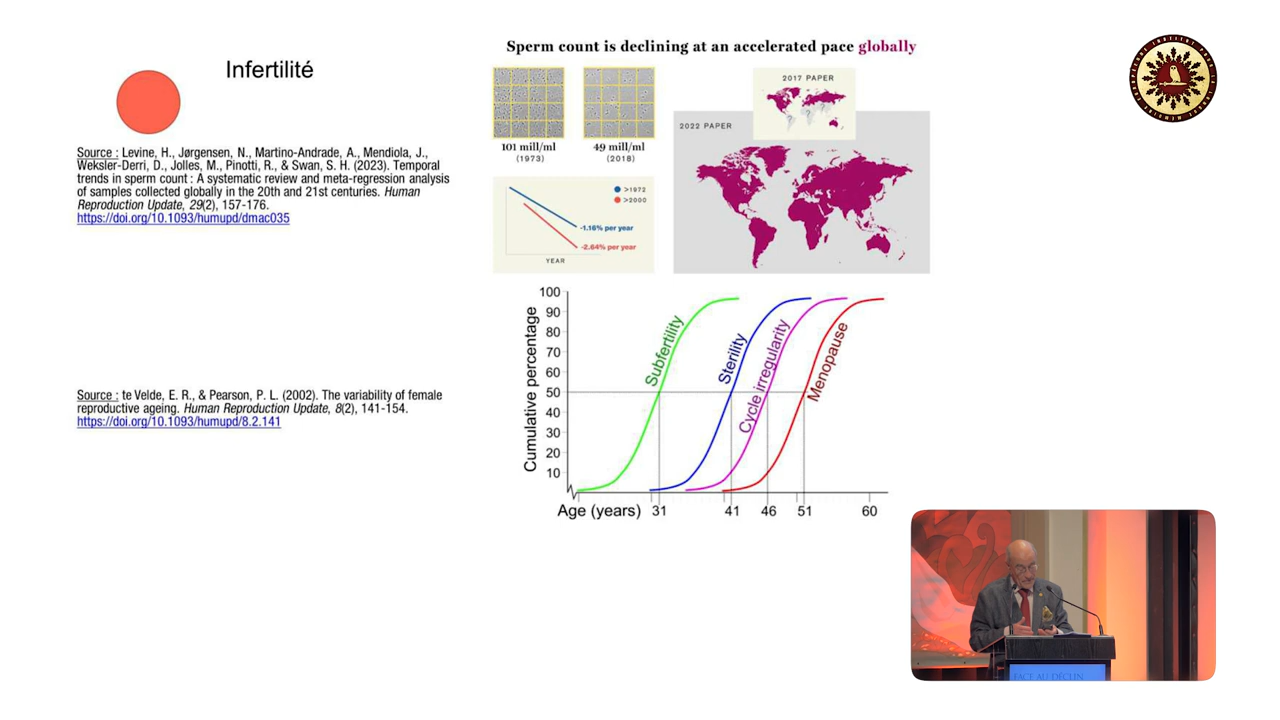 Infertilité
Source : Levine, H., Jørgensen, N., Martino-Andrade, A., Mendiola, J.,
Weksler-Derri, D., Jolles, M., Pinotti, R., & Swan, S. H. (2023). Temporal
trends in sperm count : A systematic review and meta-regression analysis
of samples collected globally in the 20th and 21st centuries. Human
Reproduction Update, 29(2), 157-176.
https://doi.org/10.1093/humupd/dmac035
Source : te Velde, E. R., & Pearson, P. L. (2002). The variability of female
reproductive ageing. Human Reproduction Update, 8(2), 141-154.
https://doi.org/10.1093/humupd/8.2.141
Sperm count is declining at an accelerated pace globally
101 mill/ml
(1973)
49 mill/ml
(2018)
2017 PAPER
2022 PAPER
>1972
>2000
-1.16% per year
-2.64% per year
YEAR
Cumulative percentage
100
90
80
70
60
50
40
30
20
10
Subfertility
Sterility
Cycle irregularity
Menopause
Age (years) 31 41 46 51 60
FACE AU DÉCLIN